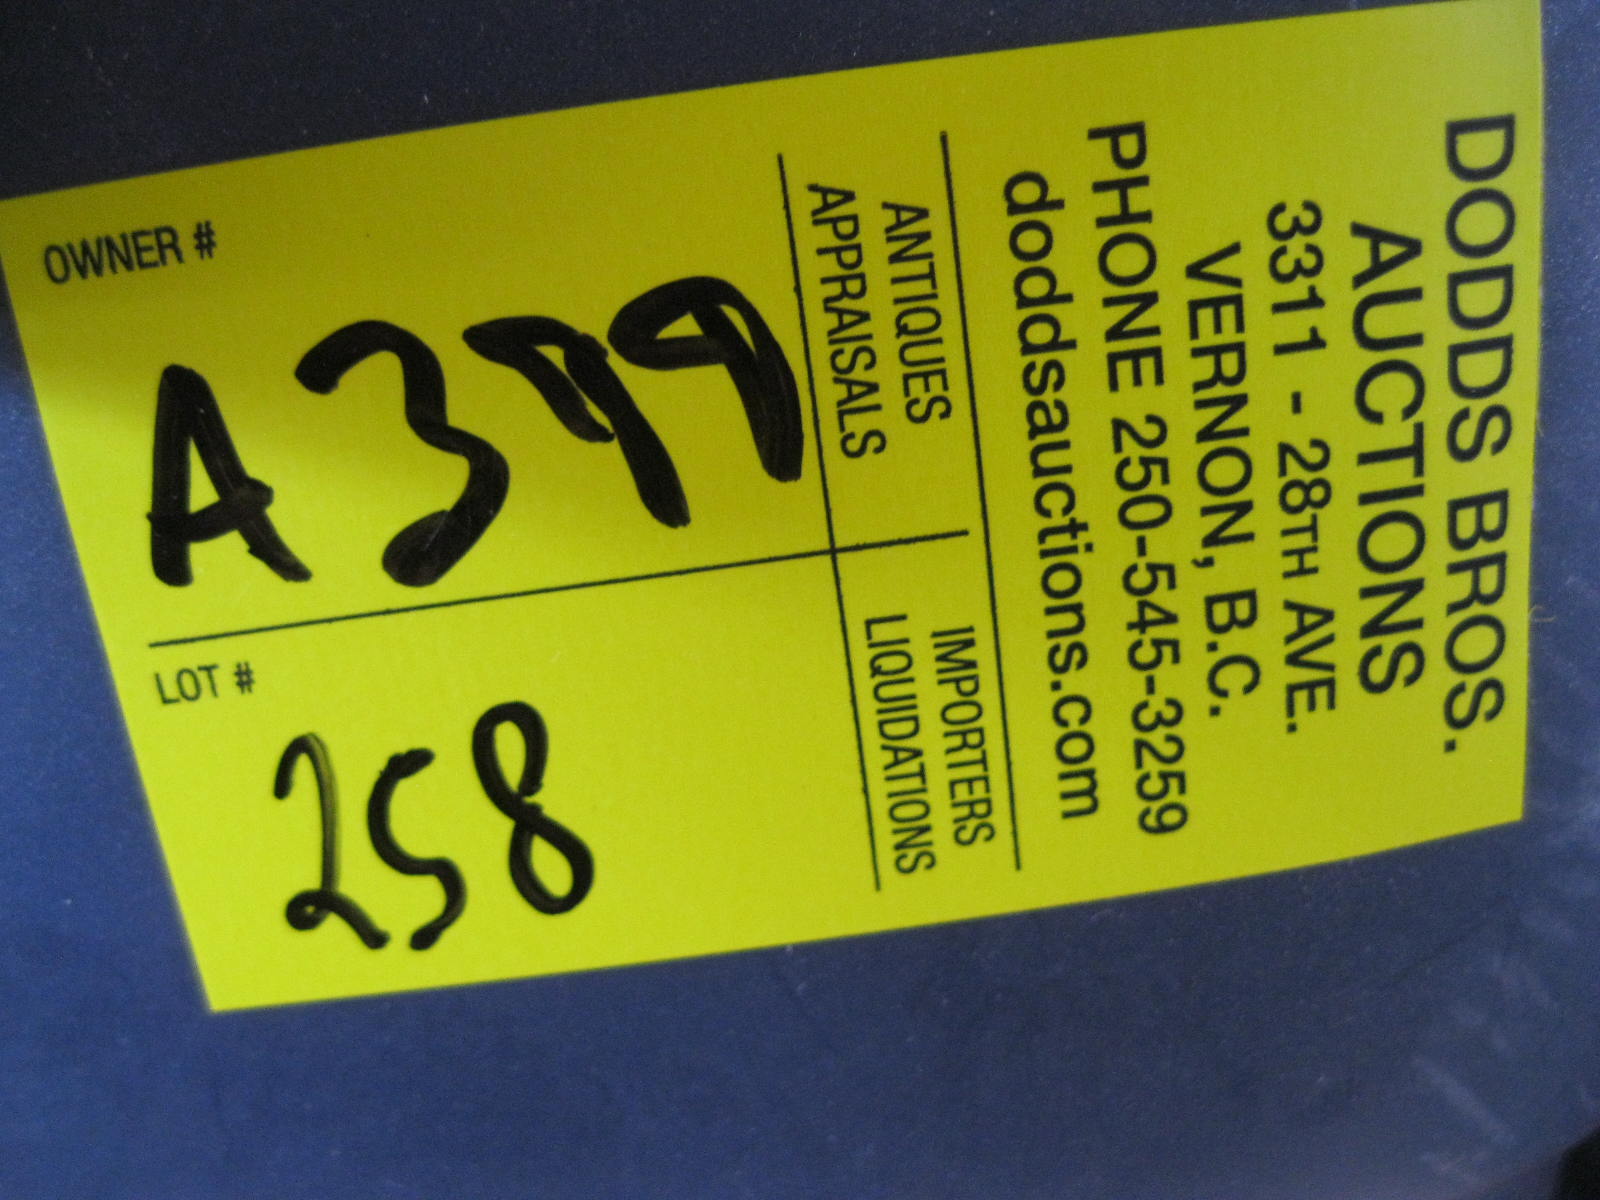 DODDS BROS.
AUCTIONS
3311 - 28TH AVE.
VERNON, B.C.
PHONE 250-545-3259
doddsauctions.com
ANTIQUES
APPRAISALS
IMPORTERS
LIQUIDATIONS
OWNER #
A 399
LOT #
258